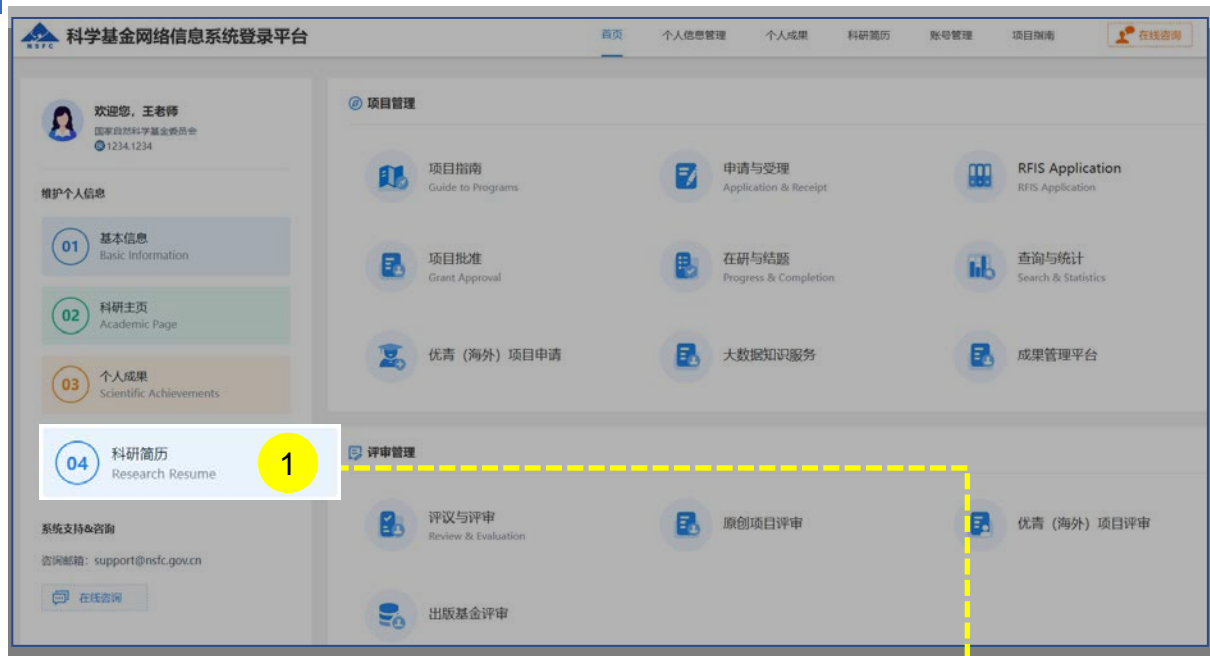 NSFC
科学基金网络信息系统登录平台
首页
个人信息管理
个人成果
科研简历
账号管理
项目指南
在线咨询
欢迎您，王老师
国家自然科学基金委员会
1234.1234
维护个人信息
01
基本信息
Basic Information
02
科研主页
Academic Page
03
个人成果
Scientific Achievements
04
科研简历
Research Resume
1
系统支持&咨询
咨询邮箱：support@nsfc.gov.cn
在线咨询
项目管理
项目指南
Guide to Programs
申请与受理
Application & Receipt
RFIS Application
RFIS Application
项目批准
Grant Approval
在研与结题
Progress & Completion
查询与统计
Search & Statistics
优青（海外）项目申请
大数据知识服务
成果管理平台
评审管理
评议与评审
Review & Evaluation
原创项目评审
优青（海外）项目评审
出版基金评审